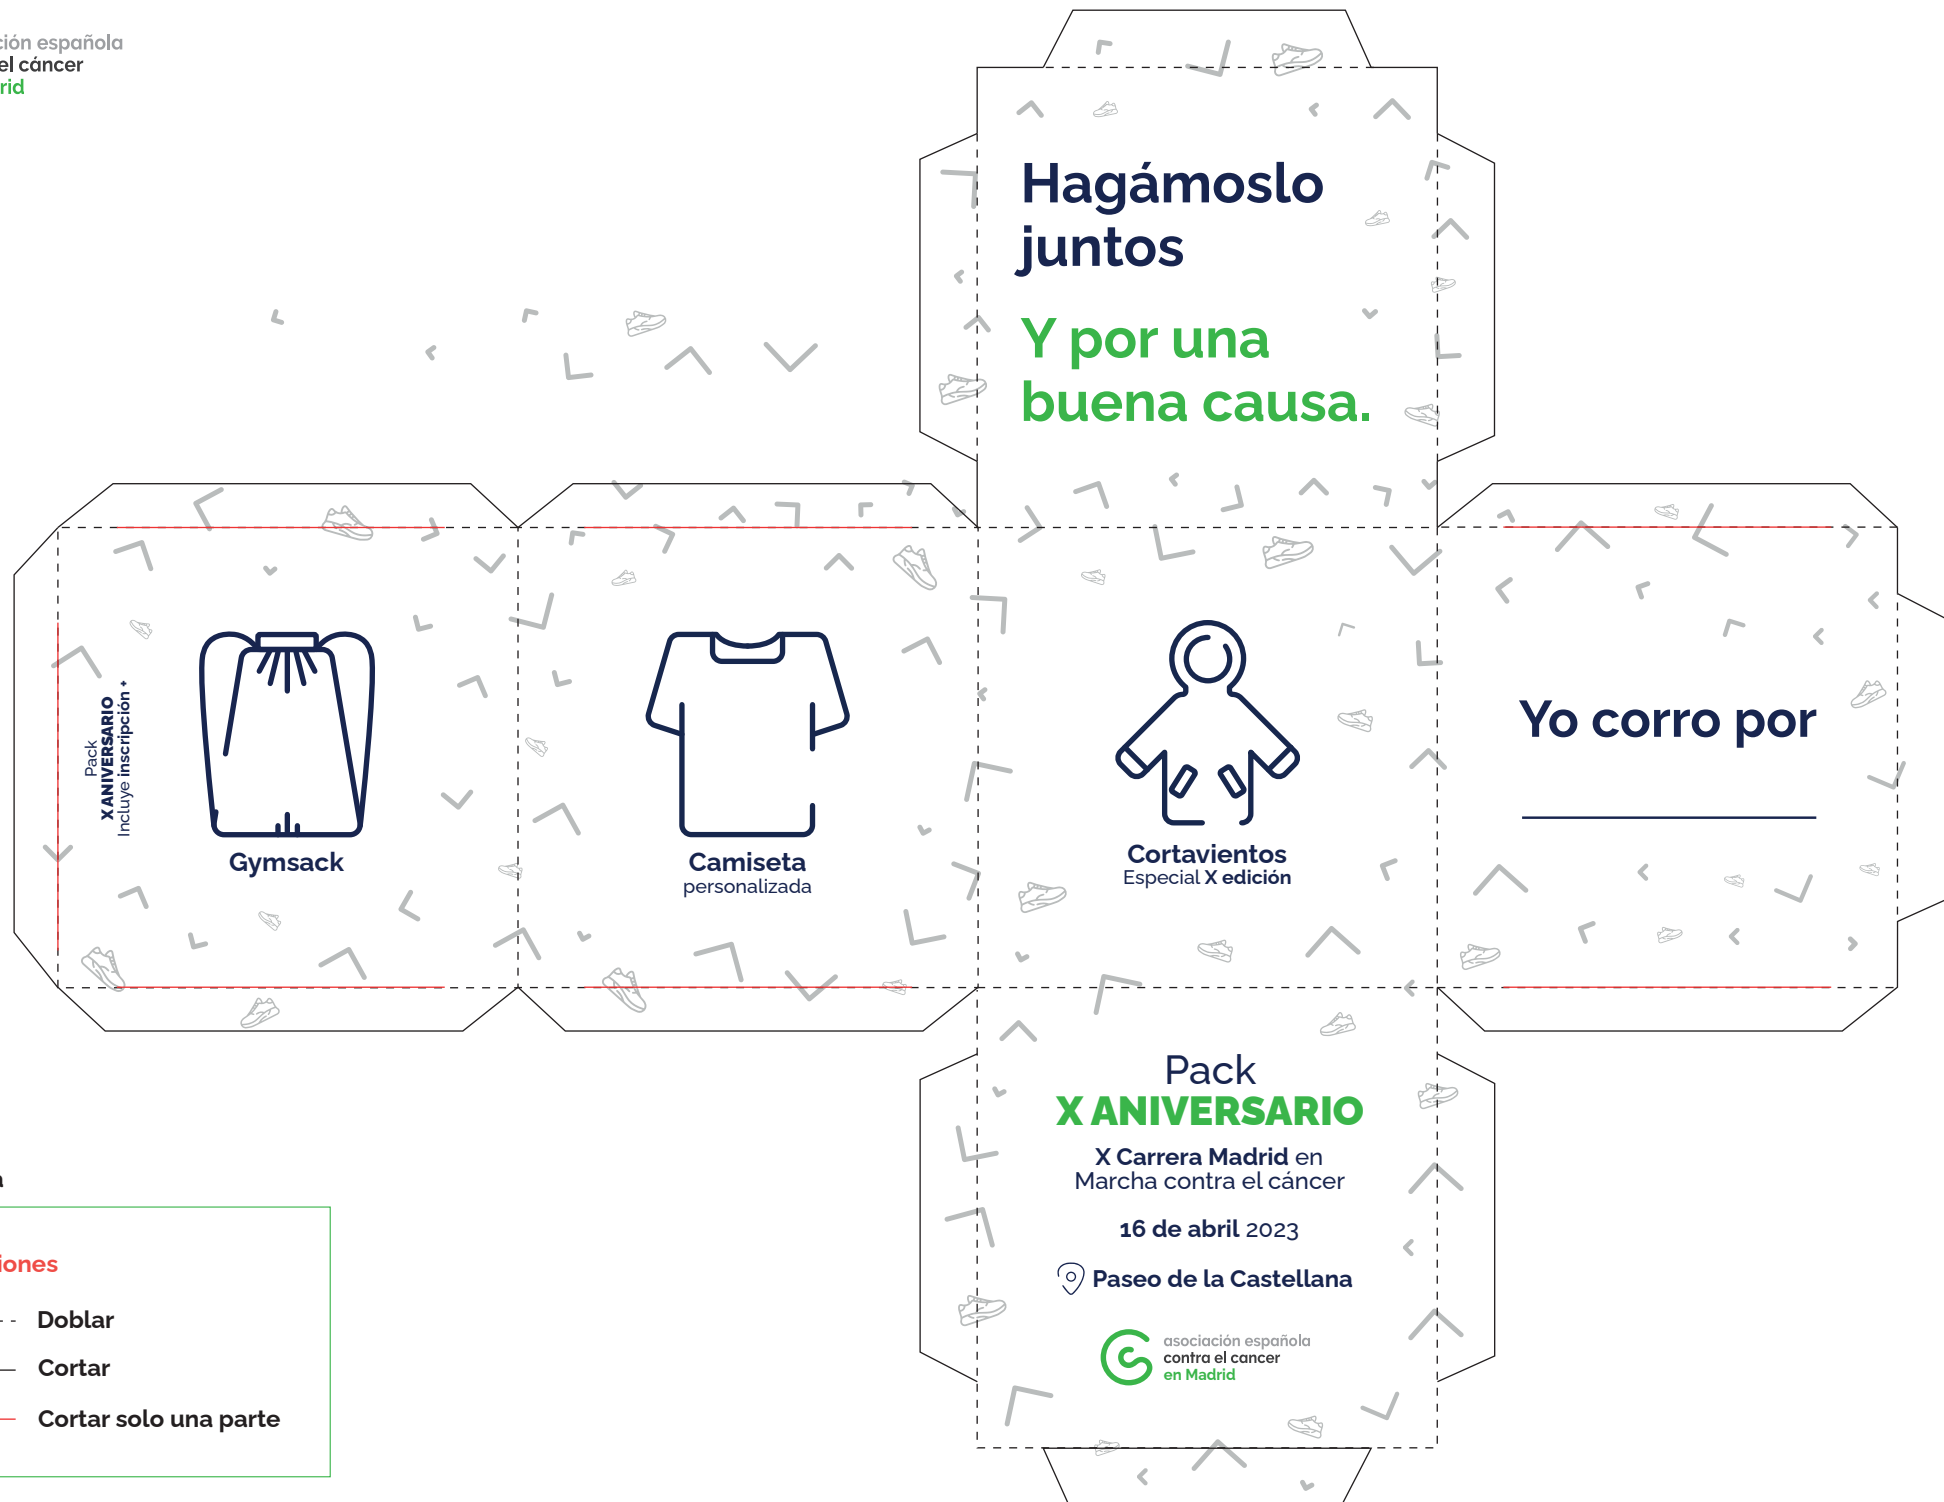 ción española
el cáncer
rid
Hagámoslo
juntos
Y por una
buena causa.
Pack
X ANIVERSARIO
Incluye inscripción +
Gymsack
Camiseta
personalizada
Cortavientos
Especial X edición
Yo corro por
Pack
X ANIVERSARIO
X Carrera Madrid en
Marcha contra el cáncer
16 de abril 2023
Paseo de la Castellana
asociación española
contra el cancer
en Madrid
a
iones
Doblar
Cortar
Cortar solo una parte